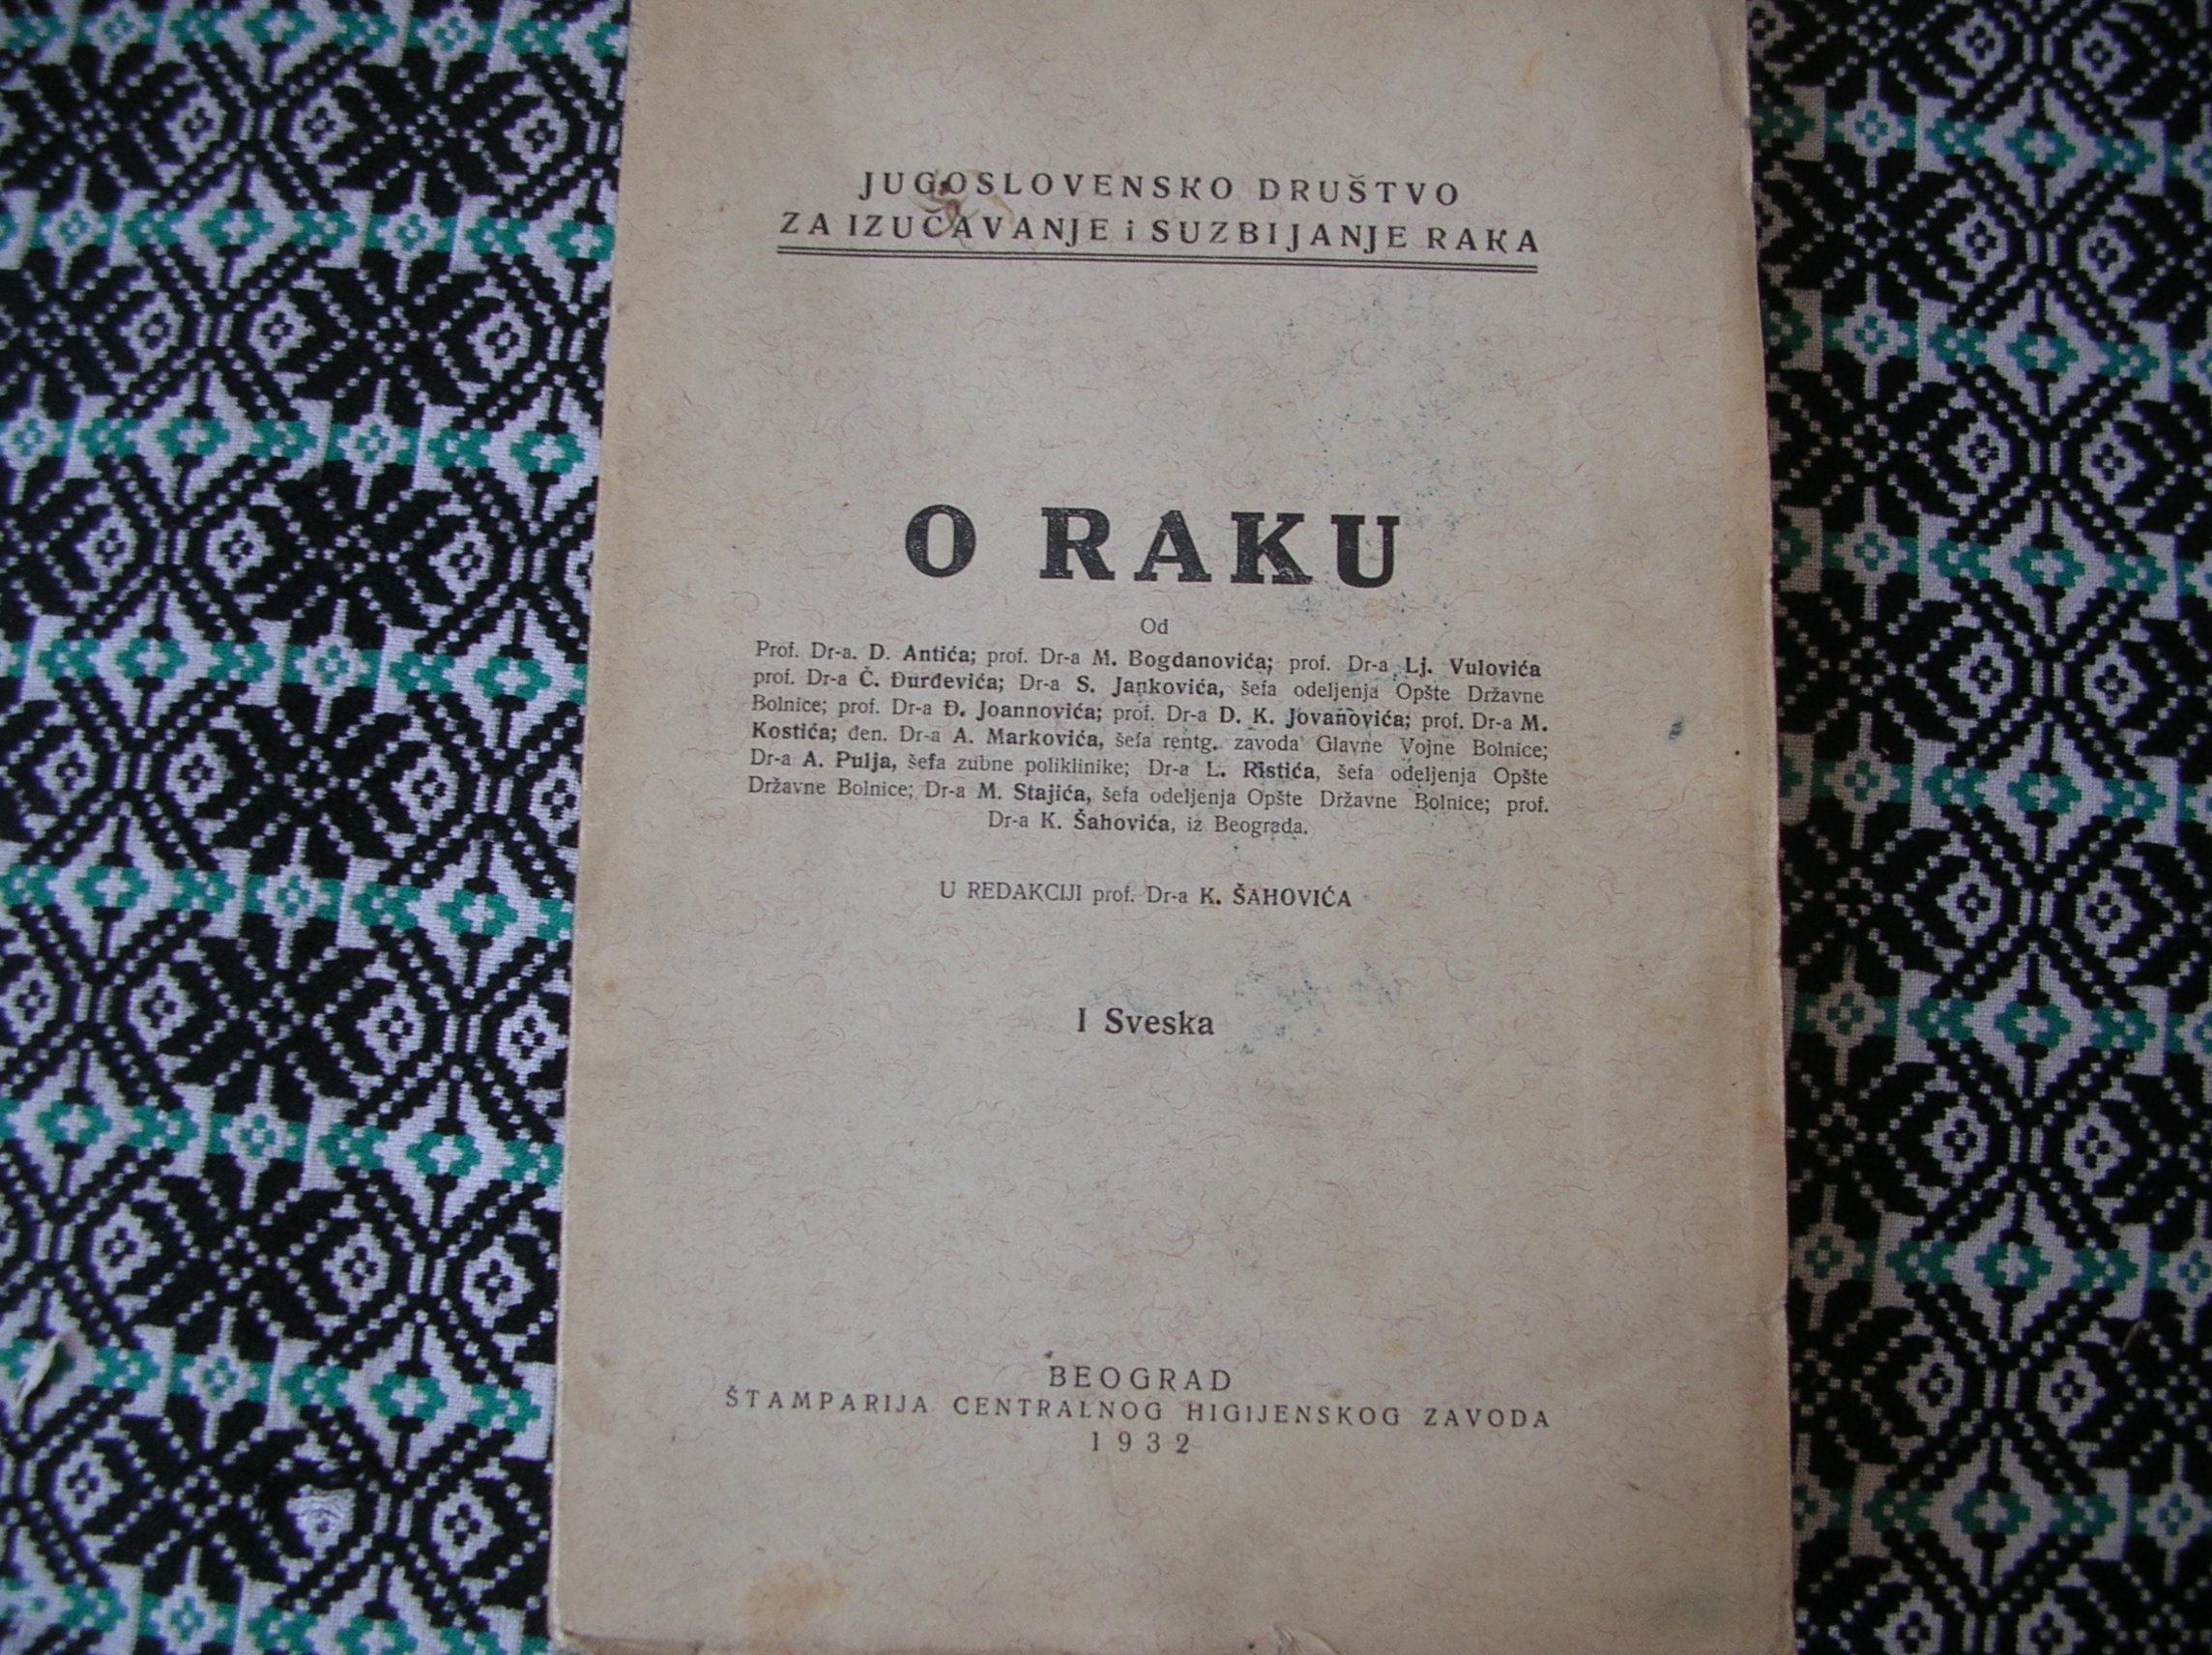 JUGOSLOVENSKO DRUŠTVO
ZA IZUČAVANJE i SUZBIJANJE RAKA
O RAKU
Od
Prof. Dr-a. D. Antića; prof. Dr-a M. Bogdanovića; prof. Dr-a Lj. Vulovića
prof. Dr-a Č. Đurđevića; Dr-a S. Jankovića, šefa odeljenja Opšte Državne
Bolnice; prof. Dr-a Đ. Joannovića; prof. Dr-a D. K. Jovanovića; prof. Dr-a M.
Kostića; đen. Dr-a A. Markovića, šefa rentg. zavoda Glavne Vojne Bolnice;
Dr-a A. Pulja, šefa zubne poliklinike; Dr-a L. Ristića, šefa odeljenja Opšte
Državne Bolnice; Dr-a M. Stajića, šefa odeljenja Opšte Državne Bolnice; prof.
Dr-a K. Šahovića, iz Beograda.
U REDAKCIJI prof. Dr-a K. ŠAHOVIĆA
I Sveska
BEOGRAD
ŠTAMPARIJA CENTRALNOG HIGIJENSKOG ZAVODA
1932